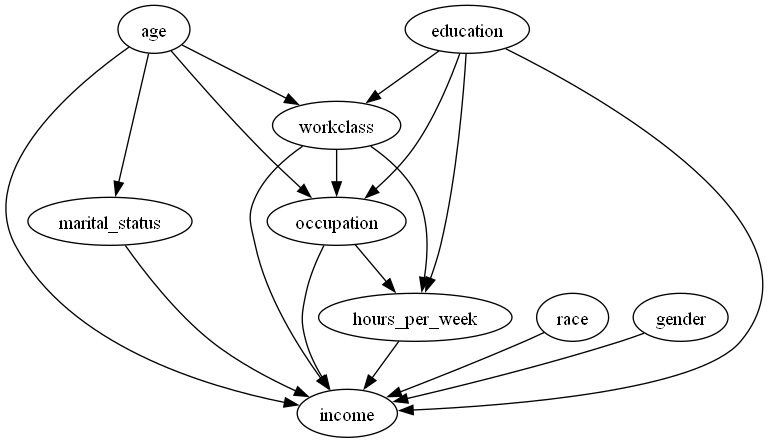 age
education
workclass
marital_status
occupation
hours_per_week
race
gender
income